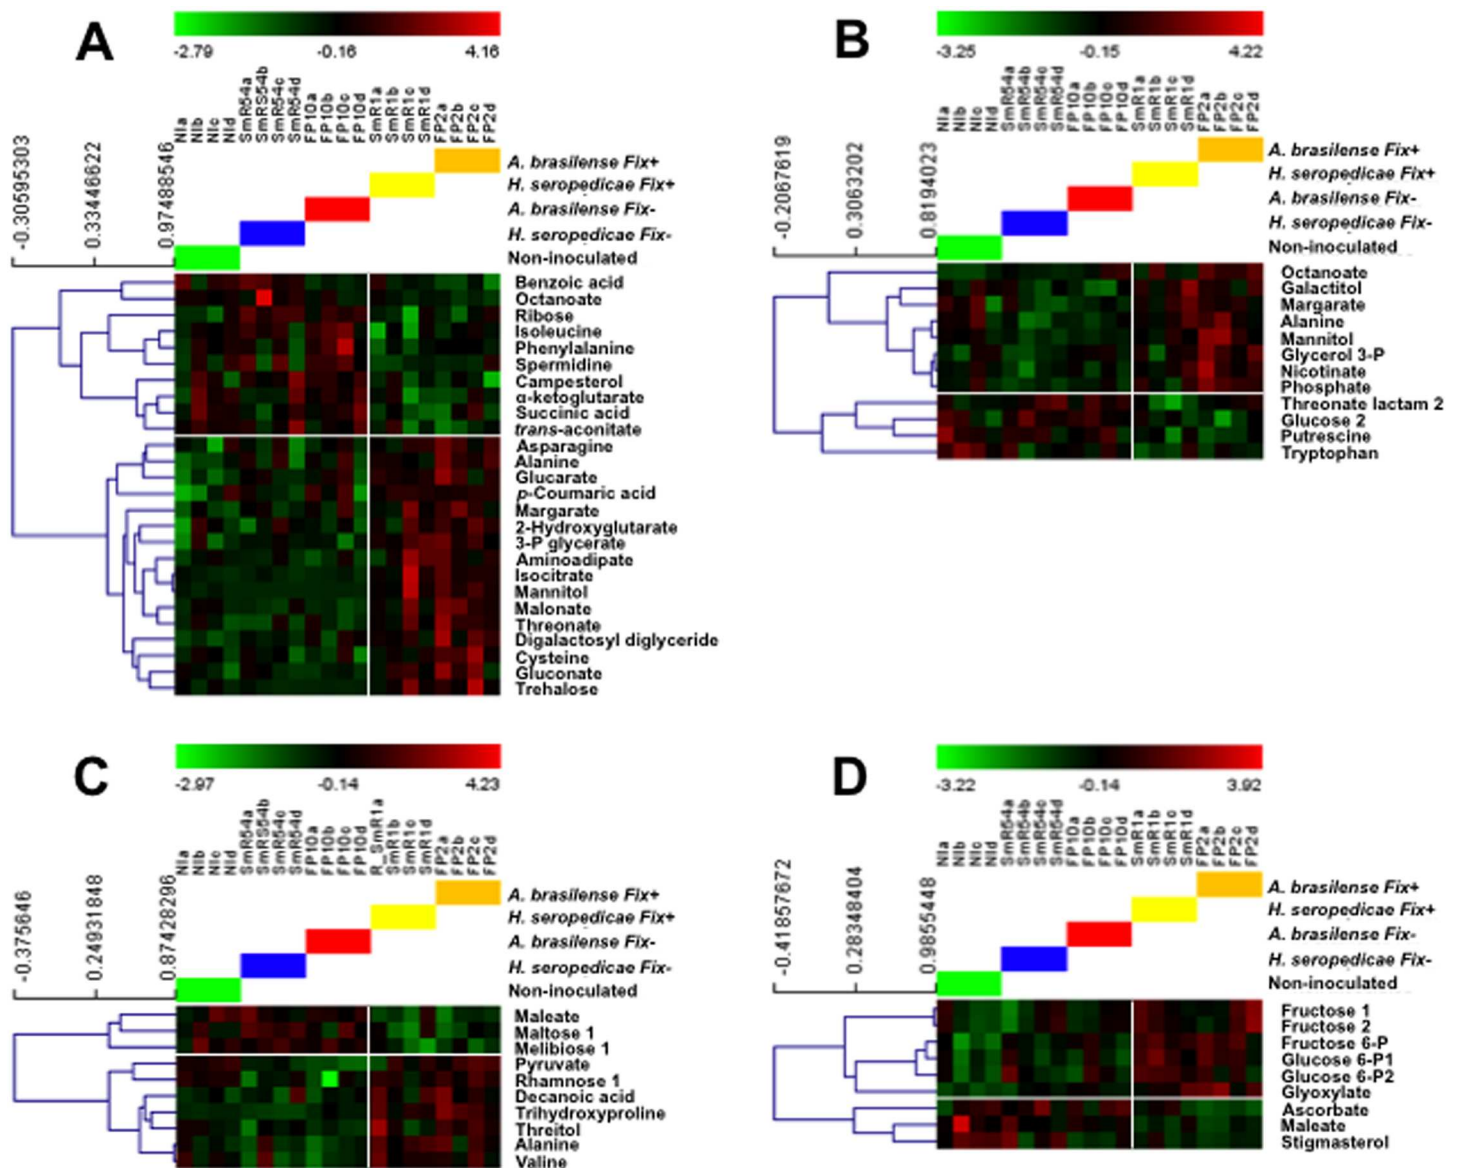 A
-2.79 -0.16 4.16
NIa NIb NIc NId SmR54a SmRS54b SmR54c SmR54d FP10a FP10b FP10c FP10d SmR1a SmR1b SmR1c SmR1d FP2a FP2b FP2c FP2d
-0.30595303 0.33446622 0.97488546
A. brasilense Fix+
H. seropedicae Fix+
A. brasilense Fix-
H. seropedicae Fix-
Non-inoculated
Benzoic acid
Octanoate
Ribose
Isoleucine
Phenylalanine
Spermidine
Campesterol
α-ketoglutarate
Succinic acid
trans-aconitate
Asparagine
Alanine
Glucarate
p-Coumaric acid
Margarate
2-Hydroxyglutarate
3-P glycerate
Aminoadipate
Isocitrate
Mannitol
Malonate
Threonate
Digalactosyl diglyceride
Cysteine
Gluconate
Trehalose
B
-3.25 -0.15 4.22
NIa NIb NIc NId SmR54a SmR54b SmR54c SmR54d FP10a FP10b FP10c FP10d SmR1a SmR1b SmR1c SmR1d FP2a FP2b FP2c FP2d
-0.2067619 0.3063202 0.8194023
A. brasilense Fix+
H. seropedicae Fix+
A. brasilense Fix-
H. seropedicae Fix-
Non-inoculated
Octanoate
Galactitol
Margarate
Alanine
Mannitol
Glycerol 3-P
Nicotinate
Phosphate
Threonate lactam 2
Glucose 2
Putrescine
Tryptophan
C
-2.97 -0.14 4.23
NIa NIb NIc NId SmR54a SmRS54b SmR54c SmR54d FP10a FP10b FP10c FP10d R_SmR1a SmR1b SmR1c SmR1d FP2a FP2b FP2c FP2d
-0.375646 0.24931848 0.87428296
A. brasilense Fix+
H. seropedicae Fix+
A. brasilense Fix-
H. seropedicae Fix-
Non-inoculated
Maleate
Maltose 1
Melibiose 1
Pyruvate
Rhamnose 1
Decanoic acid
Trihydroxyproline
Threitol
Alanine
Valine
D
-3.22 -0.14 3.92
NIa NIb NIc NId SmR54a SmR54b SmR54c SmR54d FP10a FP10b FP10c FP10d SmR1a SmR1b SmR1c SmR1d FP2a FP2b FP2c FP2d
-0.41857672 0.28348404 0.9855448
A. brasilense Fix+
H. seropedicae Fix+
A. brasilense Fix-
H. seropedicae Fix-
Non-inoculated
Fructose 1
Fructose 2
Fructose 6-P
Glucose 6-P1
Glucose 6-P2
Glyoxylate
Ascorbate
Maleate
Stigmasterol